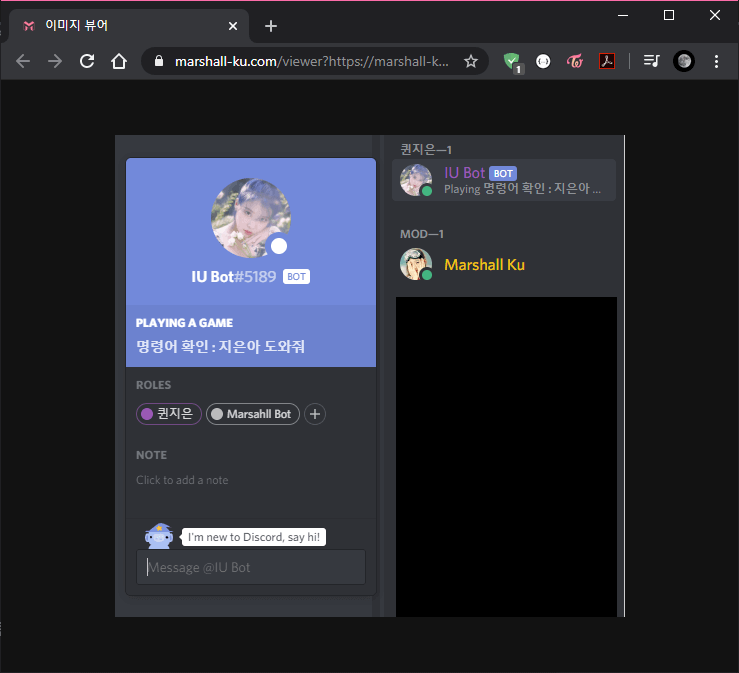 이미지 뷰어
marshall-ku.com/viewer?https://marshall-k...
1
IU Bot#5189 BOT
PLAYING A GAME
명령어 확인 : 지은아 도와줘
ROLES
퀸지은 Marsahll Bot
NOTE
Click to add a note
I'm new to Discord, say hi!
Message @IU Bot
퀸지은—1
IU Bot BOT
Playing 명령어 확인 : 지은아 ...
MOD—1
Marshall Ku